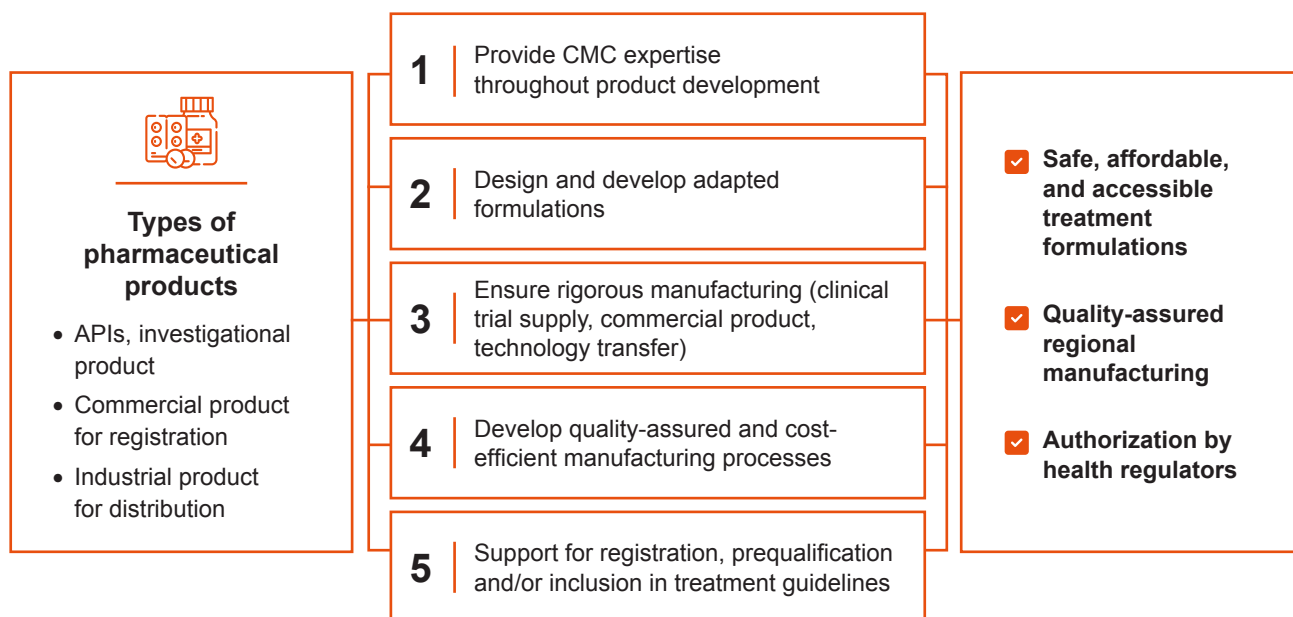 Types of
pharmaceutical
products
• APIs, investigational
product
• Commercial product
for registration
• Industrial product
for distribution
1
Provide CMC expertise
throughout product development
2
Design and develop adapted
formulations
3
Ensure rigorous manufacturing (clinical
trial supply, commercial product,
technology transfer)
4
Develop quality-assured and cost-
efficient manufacturing processes
5
Support for registration, prequalification
and/or inclusion in treatment guidelines
Safe, affordable,
and accessible
treatment
formulations
Quality-assured
regional
manufacturing
Authorization by
health regulators